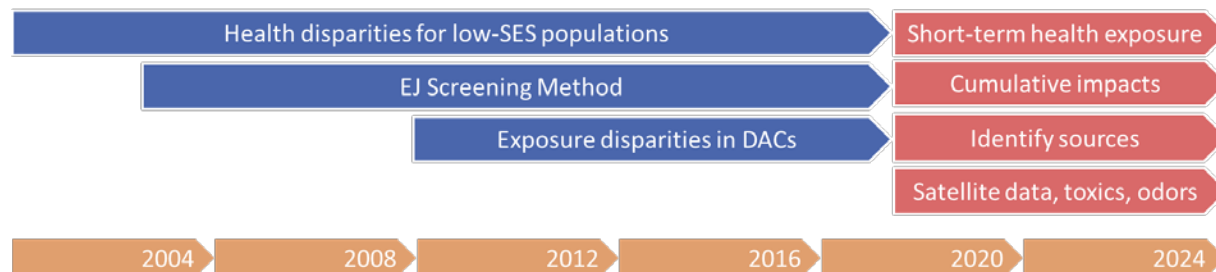 Health disparities for low-SES populations
Short-term health exposure
EJ Screening Method
Cumulative impacts
Exposure disparities in DACs
Identify sources
Satellite data, toxics, odors
2004
2008
2012
2016
2020
2024